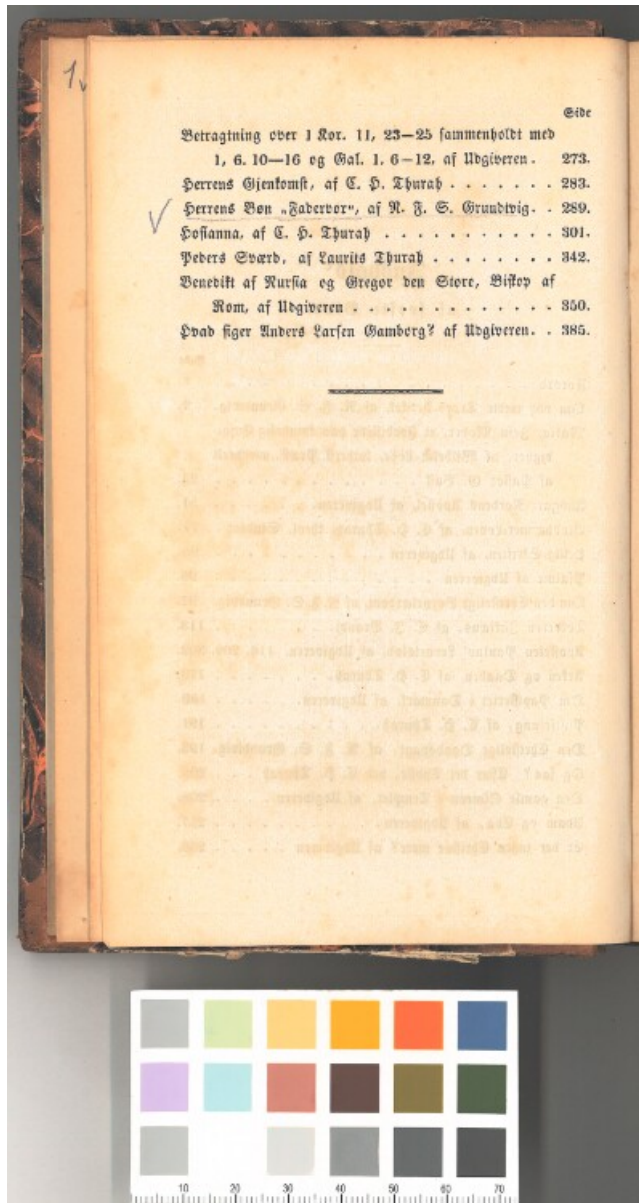 1v
Side
Betragtning over 1 Kor. 11, 23—25 sammenholdt med
1, 6. 10—16 og Gal. 1, 6—12, af Udgiveren. 273.
Herrens Gjenkomst, af C. H. Thurah . . . . . . . 283.
Herrens Bøn „Fadervor“, af N. F. S. Grundtvig. . 289.
Hosianna, af C. H. Thurah . . . . . . . . . . . 301.
Peders Sværd, af Laurits Thurah . . . . . . . . 342.
Benedikt af Nursia og Gregor den Store, Biskop af
Rom, af Udgiveren . . . . . . . . . . . . . 350.
Hvad siger Anders Larsen Gamborg? af Udgiveren. . 385.
10 20 30 40 50 60 70